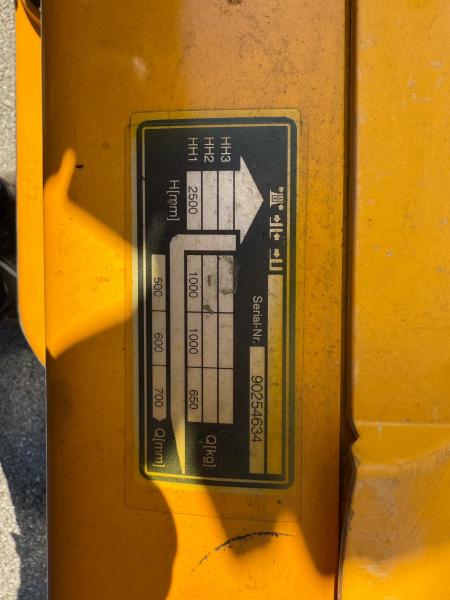 Serial-Nr. 90254634
HH3
HH2 Q[kg]
HH1 2500 1000 1000 650
H[mm]
500 600 700 Q[mm]